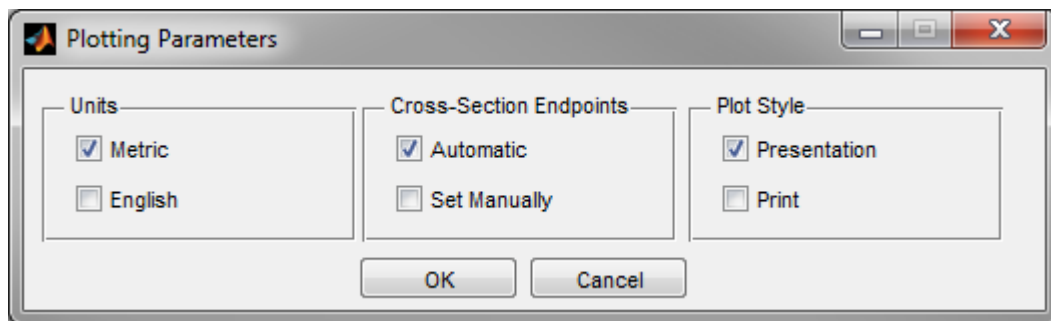 Plotting Parameters
Units Cross-Section Endpoints Plot Style
Metric Automatic Presentation
English Set Manually Print
OK Cancel